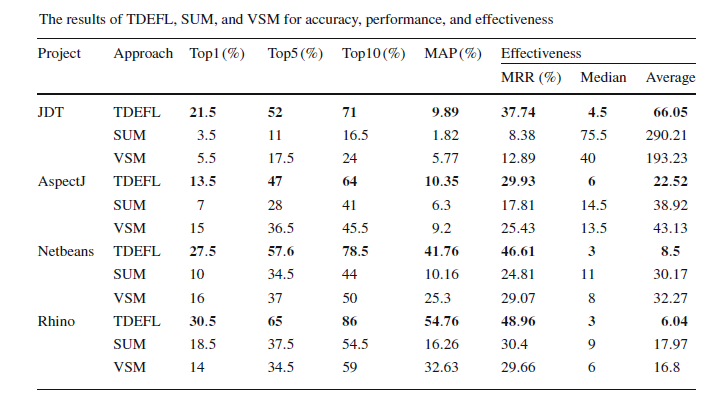 The results of TDEFL, SUM, and VSM for accuracy, performance, and effectiveness
Project Approach Top1 (%) Top5 (%) Top10 (%) MAP (%) Effectiveness
MRR (%) Median Average
JDT TDEFL 21.5 52 71 9.89 37.74 4.5 66.05
SUM 3.5 11 16.5 1.82 8.38 75.5 290.21
VSM 5.5 17.5 24 5.77 12.89 40 193.23
AspectJ TDEFL 13.5 47 64 10.35 29.93 6 22.52
SUM 7 28 41 6.3 17.81 14.5 38.92
VSM 15 36.5 45.5 9.2 25.43 13.5 43.13
Netbeans TDEFL 27.5 57.6 78.5 41.76 46.61 3 8.5
SUM 10 34.5 44 10.16 24.81 11 30.17
VSM 16 37 50 25.3 29.07 8 32.27
Rhino TDEFL 30.5 65 86 54.76 48.96 3 6.04
SUM 18.5 37.5 54.5 16.26 30.4 9 17.97
VSM 14 34.5 59 32.63 29.66 6 16.8